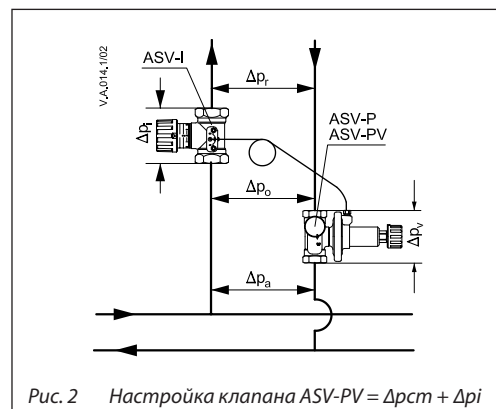 V.A.014.1/02
ASV-I
Δpᵣ
ASV-P
ASV-PV
Δpᵢ
Δpₒ
Δpᵥ
Δpₐ
Рис. 2 Настройка клапана ASV-PV = Δрст + Δpi